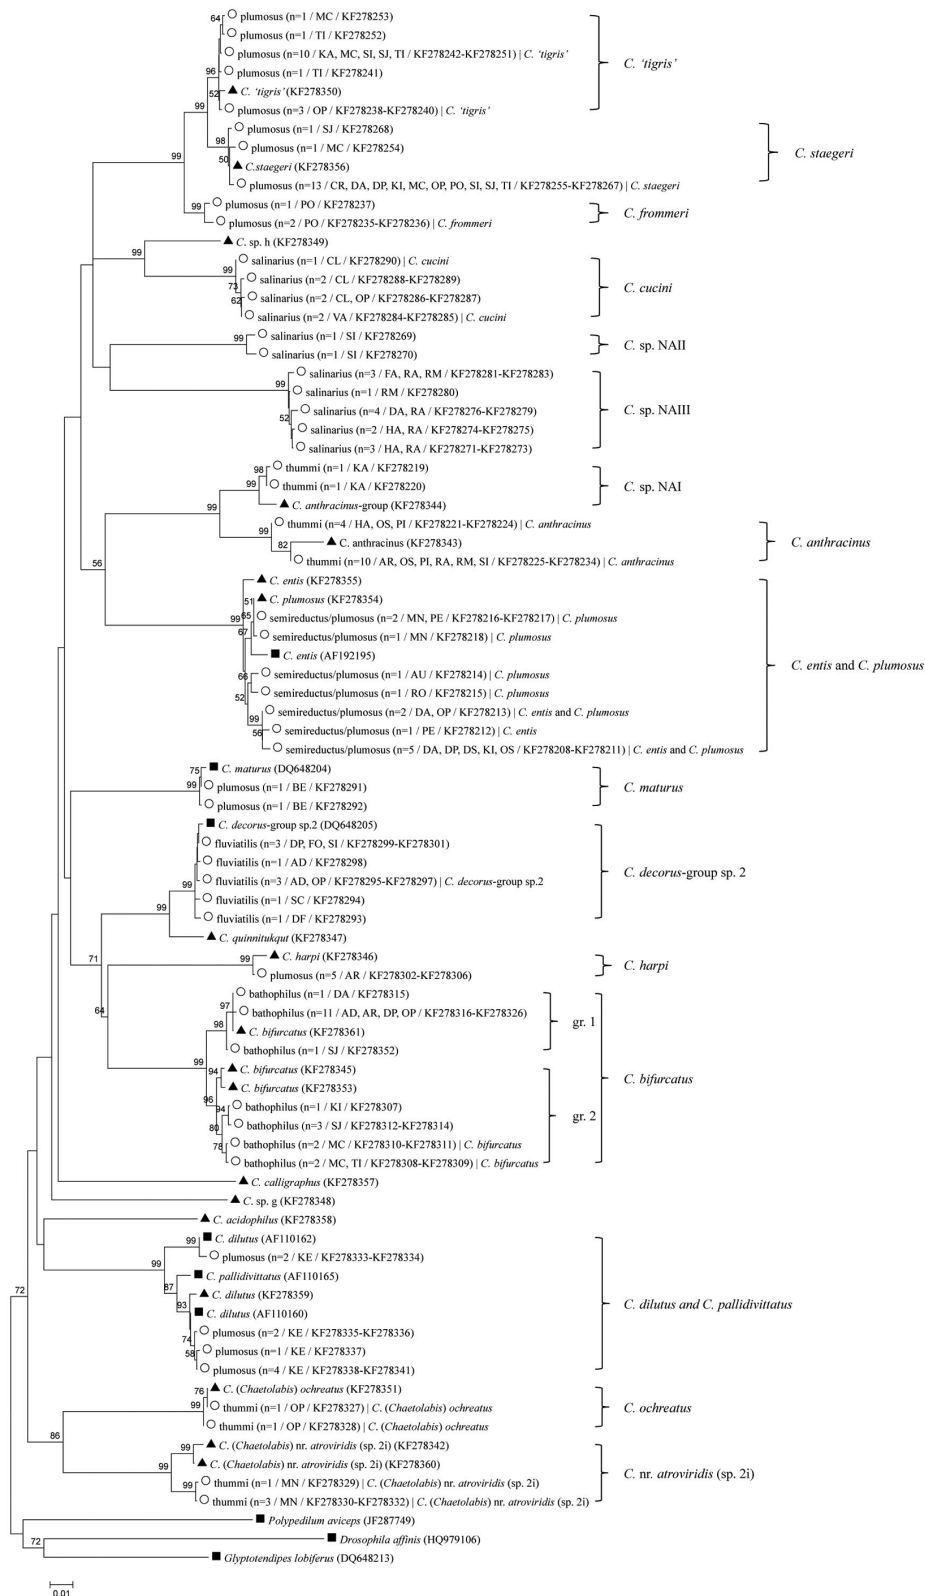 64
plumosus (n=1 / MC / KF278253)
plumosus (n=1 / TI / KF278252)
plumosus (n=10 / KA, MC, SI, SJ, TI / KF278242-KF278251) | C. ‘tigris’
C. ‘tigris’
96
plumosus (n=1 / TI / KF278241)
52
C. ‘tigris’ (KF278350)
99
plumosus (n=3 / OP / KF278238-KF278240) | C. ‘tigris’
plumosus (n=1 / SJ / KF278268)
98
plumosus (n=1 / MC / KF278254)
C. staegeri
99
50
C.staegeri (KF278356)
plumosus (n=13 / CR, DA, DP, KI, MC, OP, PO, SI, SJ, TI / KF278255-KF278267) | C. staegeri
99
plumosus (n=1 / PO / KF278237)
C. frommeri
plumosus (n=2 / PO / KF278235-KF278236) | C. frommeri
C. sp. h (KF278349)
99
99
salinarius (n=1 / CL / KF278290) | C. cucini
salinarius (n=2 / CL / KF278288-KF278289)
73
C. cucini
62
salinarius (n=2 / CL, OP / KF278286-KF278287)
salinarius (n=2 / VA / KF278284-KF278285) | C. cucini
99
salinarius (n=1 / SI / KF278269)
C. sp. NAII
salinarius (n=1 / SI / KF278270)
salinarius (n=3 / FA, RA, RM / KF278281-KF278283)
99
salinarius (n=1 / RM / KF278280)
52
salinarius (n=4 / DA, RA / KF278276-KF278279)
C. sp. NAIII
salinarius (n=2 / HA, RA / KF278274-KF278275)
salinarius (n=3 / HA, RA / KF278271-KF278273)
98
thummi (n=1 / KA / KF278219)
99
thummi (n=1 / KA / KF278220)
C. sp. NAI
C. anthracinus-group (KF278344)
99
thummi (n=4 / HA, OS, PI / KF278221-KF278224) | C. anthracinus
99
82
C. anthracinus (KF278343)
C. anthracinus
thummi (n=10 / AR, OS, PI, RA, RM, SI / KF278225-KF278234) | C. anthracinus
56
C. entis (KF278355)
51
C. plumosus (KF278354)
99
65
semireductus/plumosus (n=2 / MN, PE / KF278216-KF278217) | C. plumosus
67
semireductus/plumosus (n=1 / MN / KF278218) | C. plumosus
C. entis (AF192195)
C. entis and C. plumosus
66
semireductus/plumosus (n=1 / AU / KF278214) | C. plumosus
52
semireductus/plumosus (n=1 / RO / KF278215) | C. plumosus
99
semireductus/plumosus (n=2 / DA, OP / KF278213) | C. entis and C. plumosus
56
semireductus/plumosus (n=1 / PE / KF278212) | C. entis
semireductus/plumosus (n=5 / DA, DP, DS, KI, OS / KF278208-KF278211) | C. entis and C. plumosus
75
C. maturus (DQ648204)
99
plumosus (n=1 / BE / KF278291)
C. maturus
plumosus (n=1 / BE / KF278292)
C. decorus-group sp.2 (DQ648205)
fluviatilis (n=3 / DP, FO, SI / KF278299-KF278301)
fluviatilis (n=1 / AD / KF278298)
C. decorus-group sp. 2
99
fluviatilis (n=3 / AD, OP / KF278295-KF278297) | C. decorus-group sp.2
fluviatilis (n=1 / SC / KF278294)
99
fluviatilis (n=1 / DF / KF278293)
C. quinnitukqut (KF278347)
71
99
C. harpi (KF278346)
C. harpi
plumosus (n=5 / AR / KF278302-KF278306)
64
bathophilus (n=1 / DA / KF278315)
97
bathophilus (n=11 / AD, AR, DP, OP / KF278316-KF278326)
gr. 1
98
C. bifurcatus (KF278361)
bathophilus (n=1 / SJ / KF278352)
99
94
C. bifurcatus (KF278345)
C. bifurcatus
C. bifurcatus (KF278353)
96
94
bathophilus (n=1 / KI / KF278307)
gr. 2
80
bathophilus (n=3 / SJ / KF278312-KF278314)
78
bathophilus (n=2 / MC / KF278310-KF278311) | C. bifurcatus
bathophilus (n=2 / MC, TI / KF278308-KF278309) | C. bifurcatus
C. calligraphus (KF278357)
C. sp. g (KF278348)
C. acidophilus (KF278358)
99
C. dilutus (AF110162)
99
plumosus (n=2 / KE / KF278333-KF278334)
87
C. pallidivittatus (AF110165)
72
93
C. dilutus (KF278359)
C. dilutus and C. pallidivittatus
C. dilutus (AF110160)
74
plumosus (n=2 / KE / KF278335-KF278336)
58
plumosus (n=1 / KE / KF278337)
plumosus (n=4 / KE / KF278338-KF278341)
76
C. (Chaetolabis) ochreatus (KF278351)
99
thummi (n=1 / OP / KF278327) | C. (Chaetolabis) ochreatus
C. ochreatus
thummi (n=1 / OP / KF278328) | C. (Chaetolabis) ochreatus
86
99
C. (Chaetolabis) nr. atroviridis (sp. 2i) (KF278342)
C. (Chaetolabis) nr. atroviridis (sp. 2i) (KF278360)
99
C. nr. atroviridis (sp. 2i)
thummi (n=1 / MN / KF278329) | C. (Chaetolabis) nr. atroviridis (sp. 2i)
99
thummi (n=3 / MN / KF278330-KF278332) | C. (Chaetolabis) nr. atroviridis (sp. 2i)
Polypedilum aviceps (JF287749)
72
Drosophila affinis (HQ979106)
Glyptotendipes lobiferus (DQ648213)
0.01